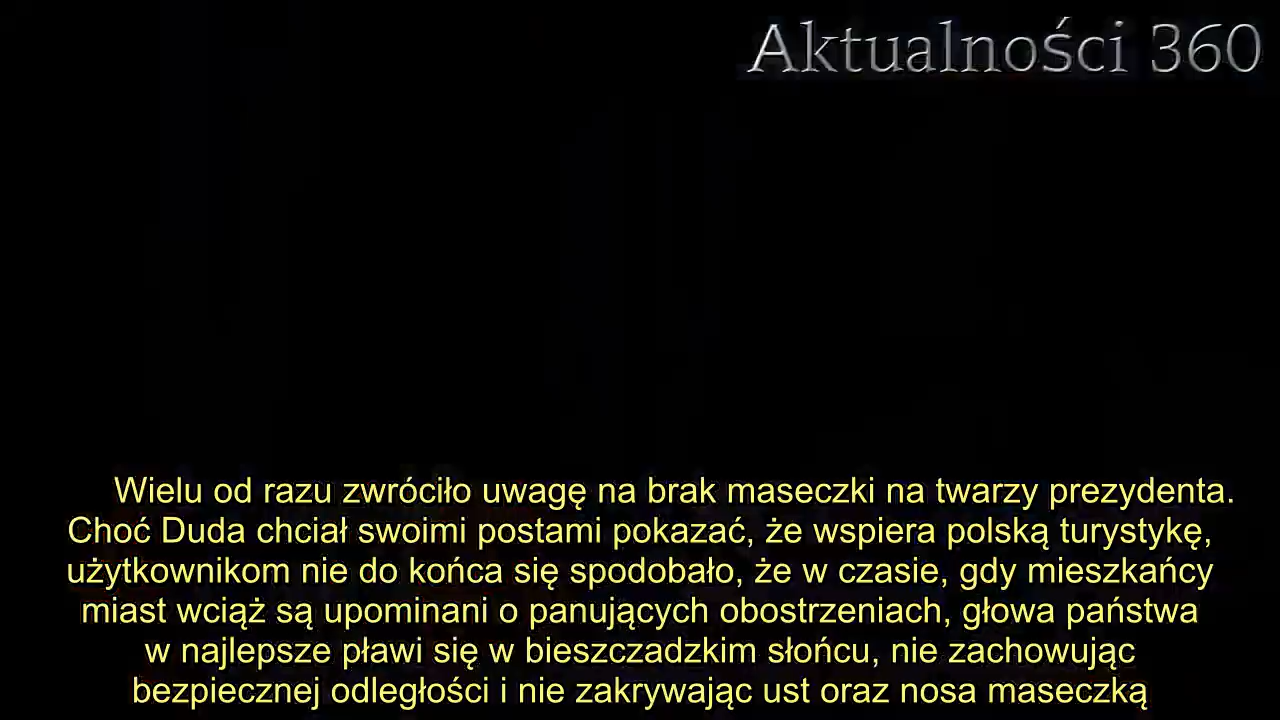 Aktualności 360
Wielu od razu zwróciło uwagę na brak maseczki na twarzy prezydenta.
Choć Duda chciał swoimi postami pokazać, że wspiera polską turystykę,
użytkownikom nie do końca się spodobało, że w czasie, gdy mieszkańcy
miast wciąż są upominani o panujących obostrzeniach, głowa państwa
w najlepsze pławi się w bieszczadzkim słońcu, nie zachowując
bezpiecznej odległości i nie zakrywając ust oraz nosa maseczką